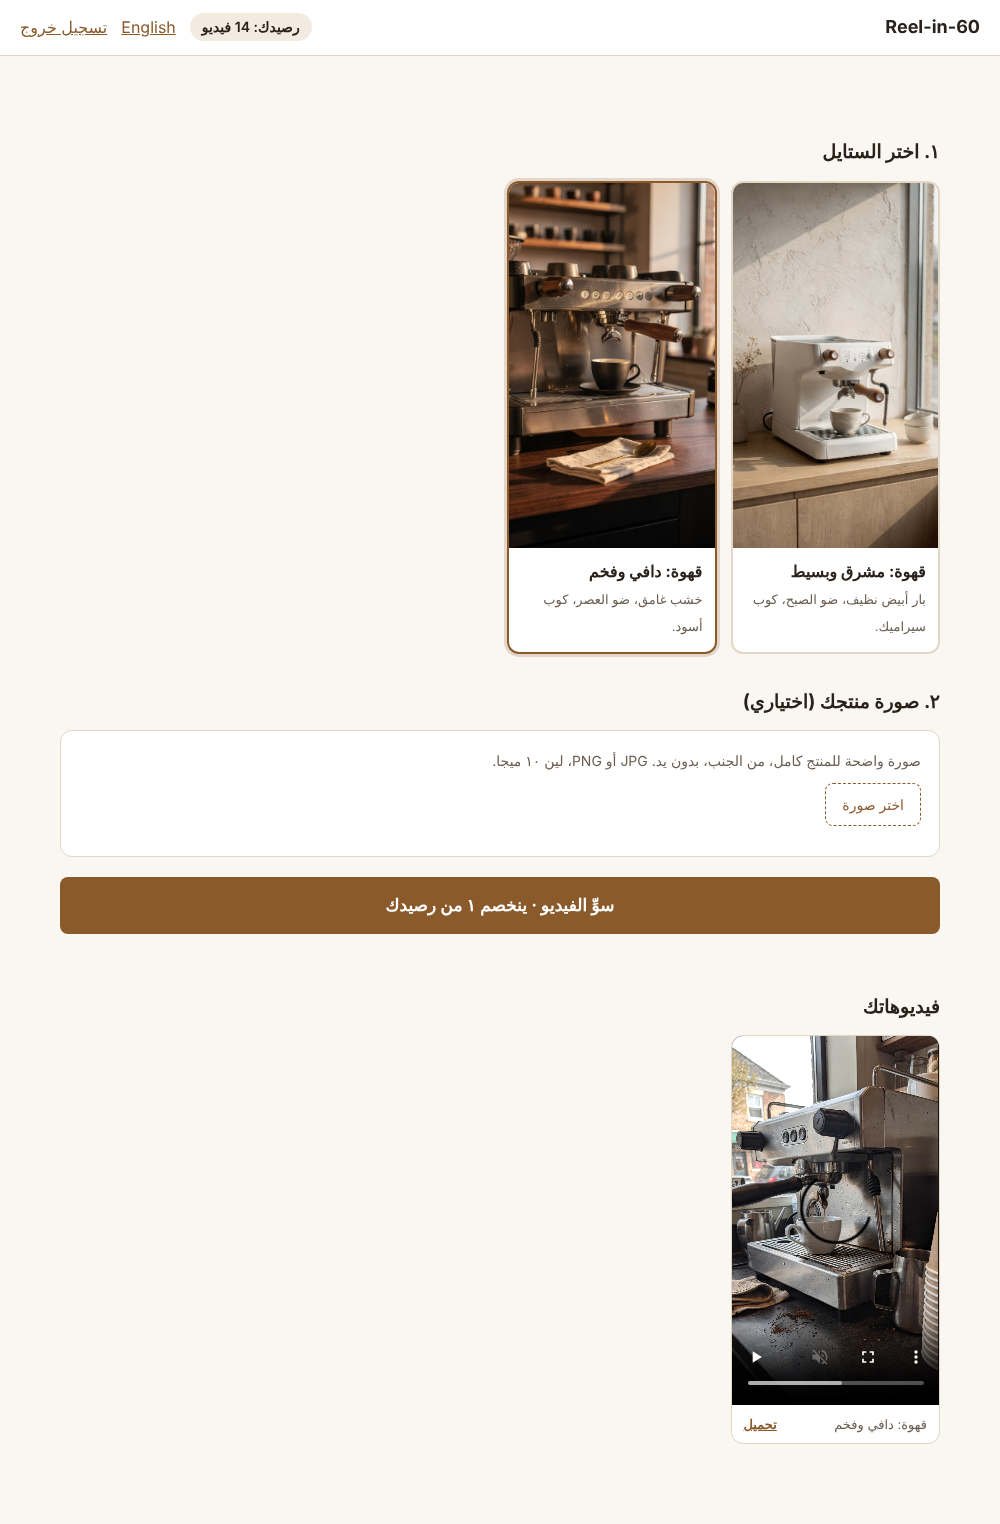 Reel-in-60
رصيدك: 14 فيديو
English
تسجيل خروج
١. اختر الستايل
قهوة: مشرق وبسيط
بار أبيض نظيف، ضو الصبح، كوب
سيراميك.
قهوة: دافي وفخم
خشب غامق، ضو العصر، كوب
أسود.
٢. صورة منتجك (اختياري)
صورة واضحة للمنتج كامل، من الجنب، بدون يد. JPG أو PNG، لين ١٠ ميجا.
اختر صورة
سوِّ الفيديو · ينخصم ١ من رصيدك
فيديوهاتك
قهوة: دافي وفخم
تحميل